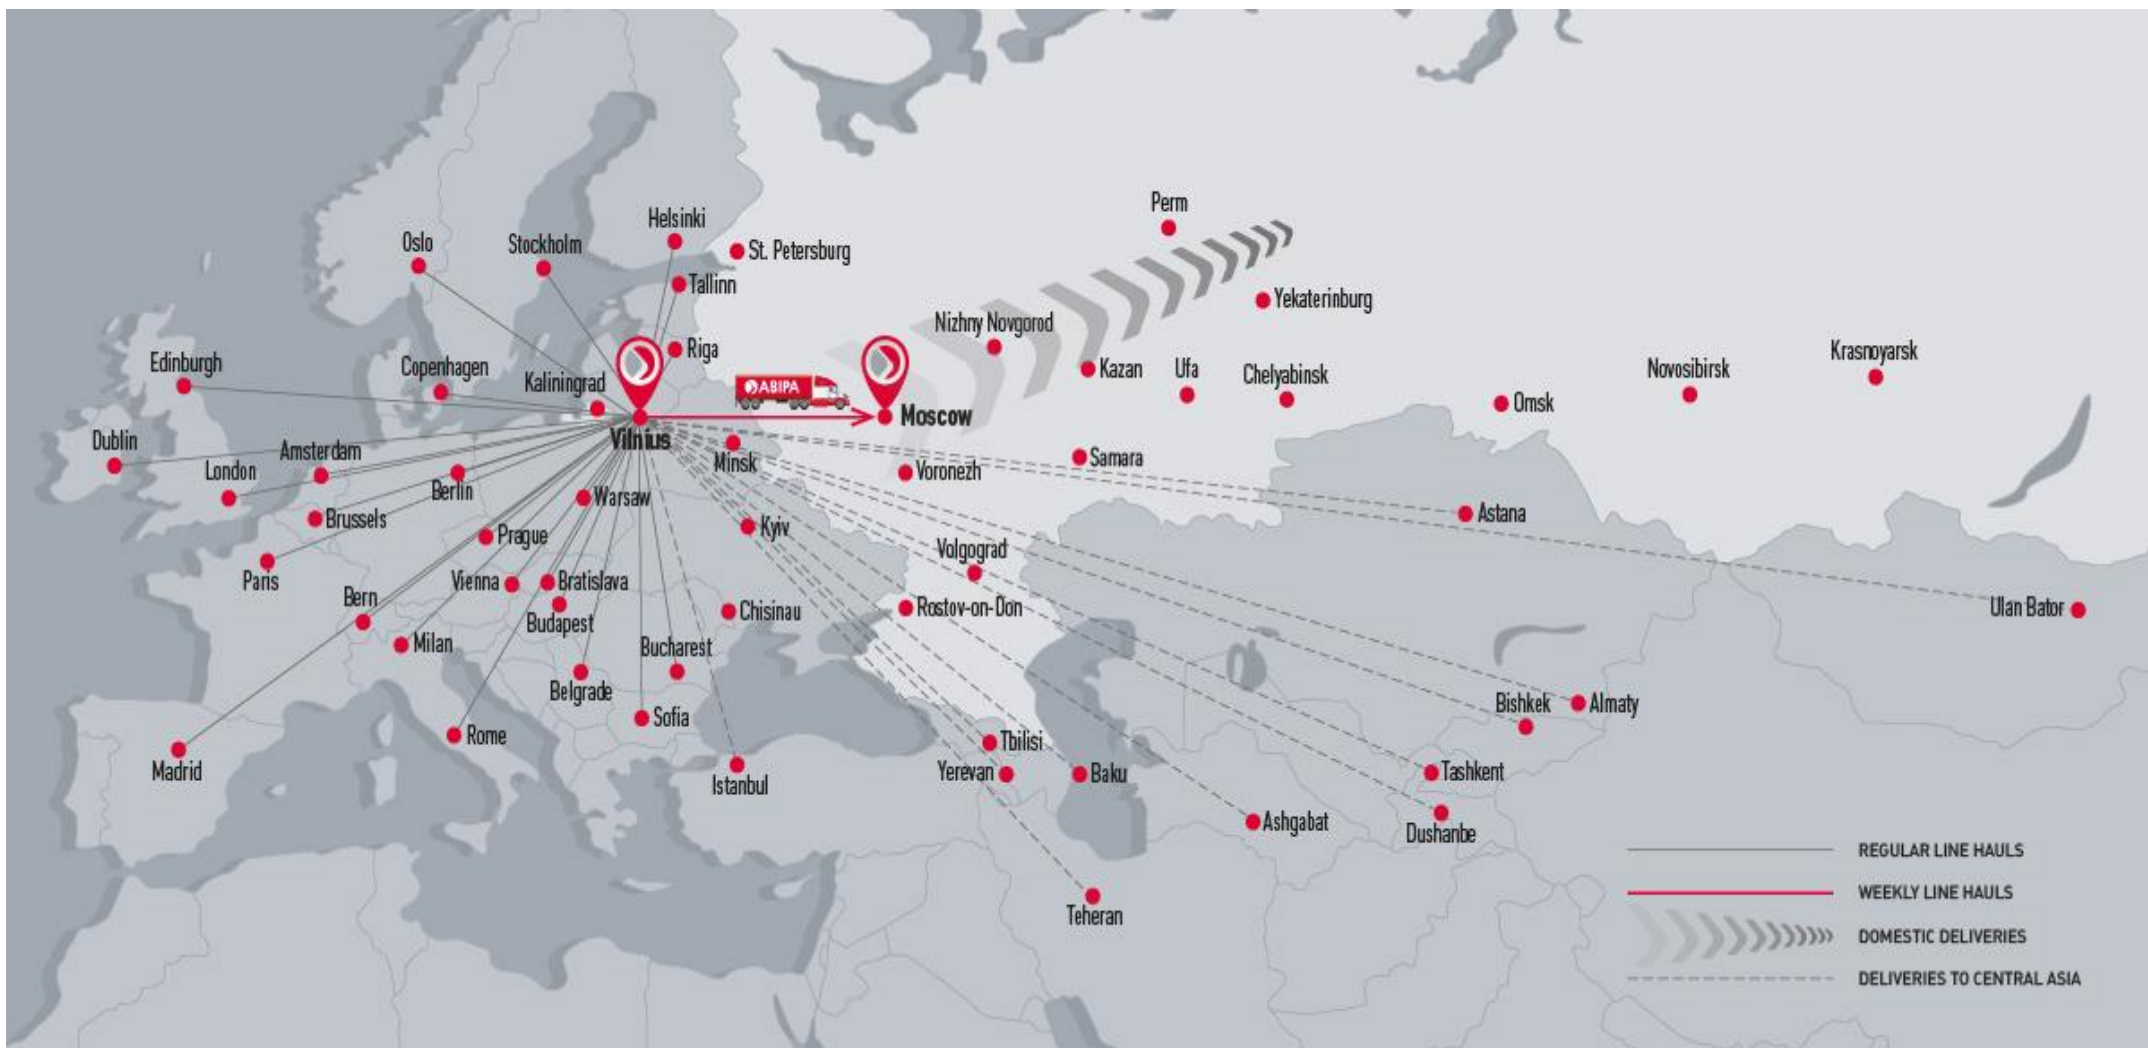 Perm
Helsinki
Oslo
Stockholm
St. Petersburg
Tallinn
Yekaterinburg
Nizhny Novgorod
Riga
Edinburgh
Copenhagen
Kaliningrad
Kazan
Ufa
Chelyabinsk
Novosibirsk
Krasnoyarsk
ABIPA
Omsk
Moscow
Dublin
Vilnius
Amsterdam
London
Minsk
Samara
Voronezh
Berlin
Warsaw
Brussels
Astana
Kyiv
Prague
Volgograd
Paris
Vienna
Bratislava
Bern
Rostov-on-Don
Ulan Bator
Chisinau
Budapest
Milan
Bucharest
Belgrade
Bishkek
Almaty
Sofia
Rome
Tbilisi
Madrid
Istanbul
Yerevan
Baku
Tashkent
Ashgabat
Dushanbe
REGULAR LINE HAULS
WEEKLY LINE HAULS
Teheran
DOMESTIC DELIVERIES
DELIVERIES TO CENTRAL ASIA